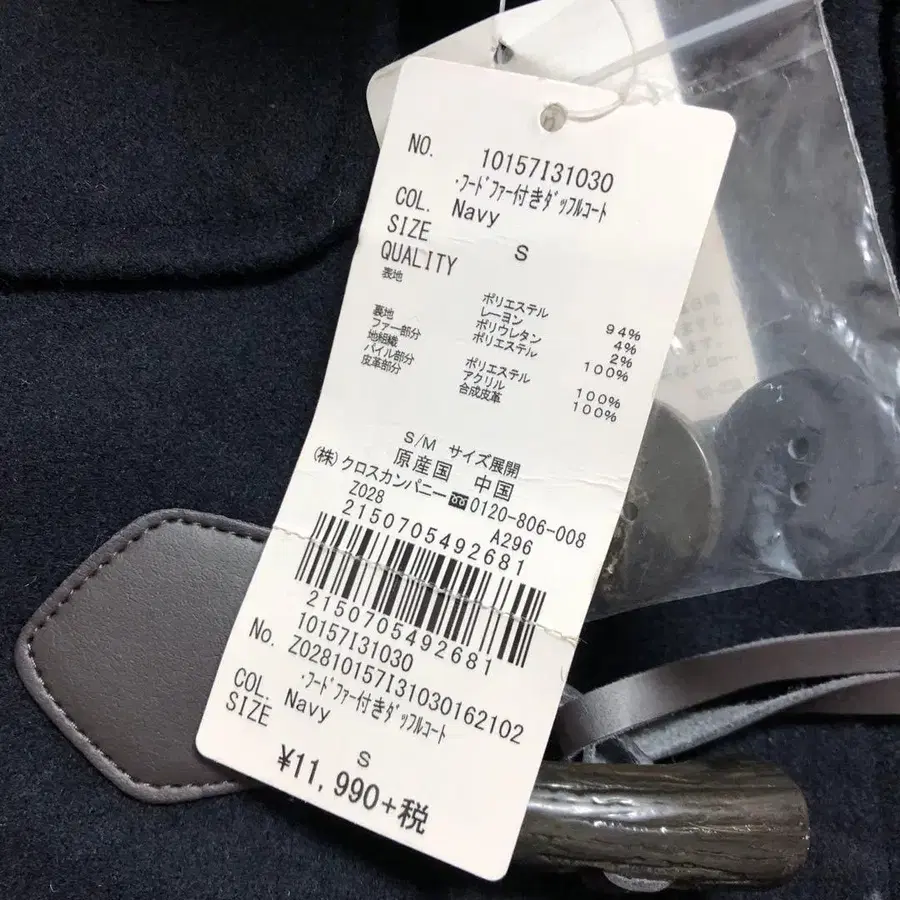 NO. 10157I31030
･ﾌｰﾄﾞﾌｧｰ付きﾀﾞｯﾌﾙｺｰﾄ
COL. Navy
SIZE S
QUALITY
表地 ポリエステル 94%
レーヨン 4%
ポリウレタン 2%
裏地 ポリエステル 100%
ファー部分
地組織 ポリエステル 100%
パイル部分 アクリル 100%
皮革部分 合成皮革
S/M サイズ展開
原産国 中国
(株)クロスカンパニー 0120-806-008
Z028 A296
2150705492681
2150705492681
10157I31030
No. Z02810157I31030162102
･ﾌｰﾄﾞﾌｧｰ付きﾀﾞｯﾌﾙｺｰﾄ
COL. Navy
SIZE S
¥11,990+税